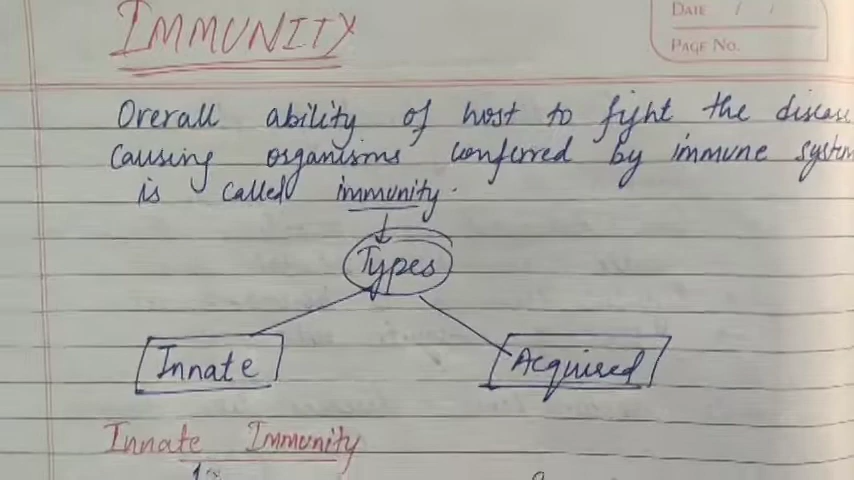 IMMUNITY
DATE / /
PAGE NO.
Overall ability of host to fight the disease
causing organisms conferred by immune system
is called immunity.
Types
Innate
Acquired
Innate Immunity